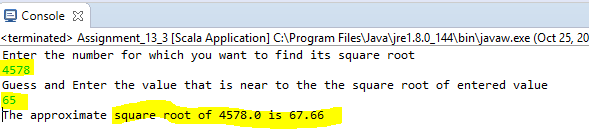 Console
<terminated> Assignment_13_3 [Scala Application] C:\Program Files\Java\jre1.8.0_144\bin\javaw.exe (Oct 25, 20
Enter the number for which you want to find its square root
4578
Guess and Enter the value that is near to the the square root of entered value
65
The approximate square root of 4578.0 is 67.66